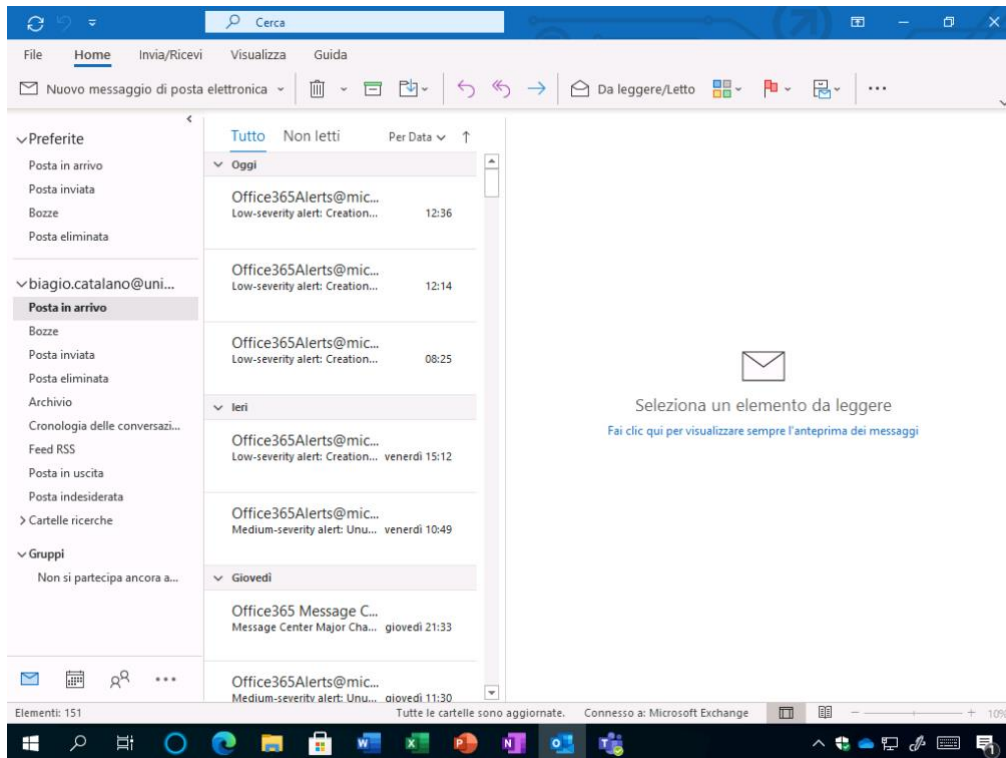 Cerca
File Home Invia/Ricevi Visualizza Guida
Nuovo messaggio di posta elettronica Da leggere/Letto
Preferite
Posta in arrivo
Posta inviata
Bozze
Posta eliminata
biagio.catalano@uni...
Posta in arrivo
Bozze
Posta inviata
Posta eliminata
Archivio
Cronologia delle conversazi...
Feed RSS
Posta in uscita
Posta indesiderata
Cartelle ricerche
Gruppi
Non si partecipa ancora a...
Tutto Non letti Per Data
Oggi
Office365Alerts@mic...
Low-severity alert: Creation... 12:36
Office365Alerts@mic...
Low-severity alert: Creation... 12:14
Office365Alerts@mic...
Low-severity alert: Creation... 08:25
Ieri
Office365Alerts@mic...
Low-severity alert: Creation... venerdì 15:12
Office365Alerts@mic...
Medium-severity alert: Unu... venerdì 10:49
Giovedì
Office365 Message C...
Message Center Major Cha... giovedì 21:33
Office365Alerts@mic...
Medium-severity alert: Unu... giovedì 11:30
Seleziona un elemento da leggere
Fai clic qui per visualizzare sempre l'anteprima dei messaggi
Elementi: 151 Tutte le cartelle sono aggiornate. Connesso a: Microsoft Exchange 10%